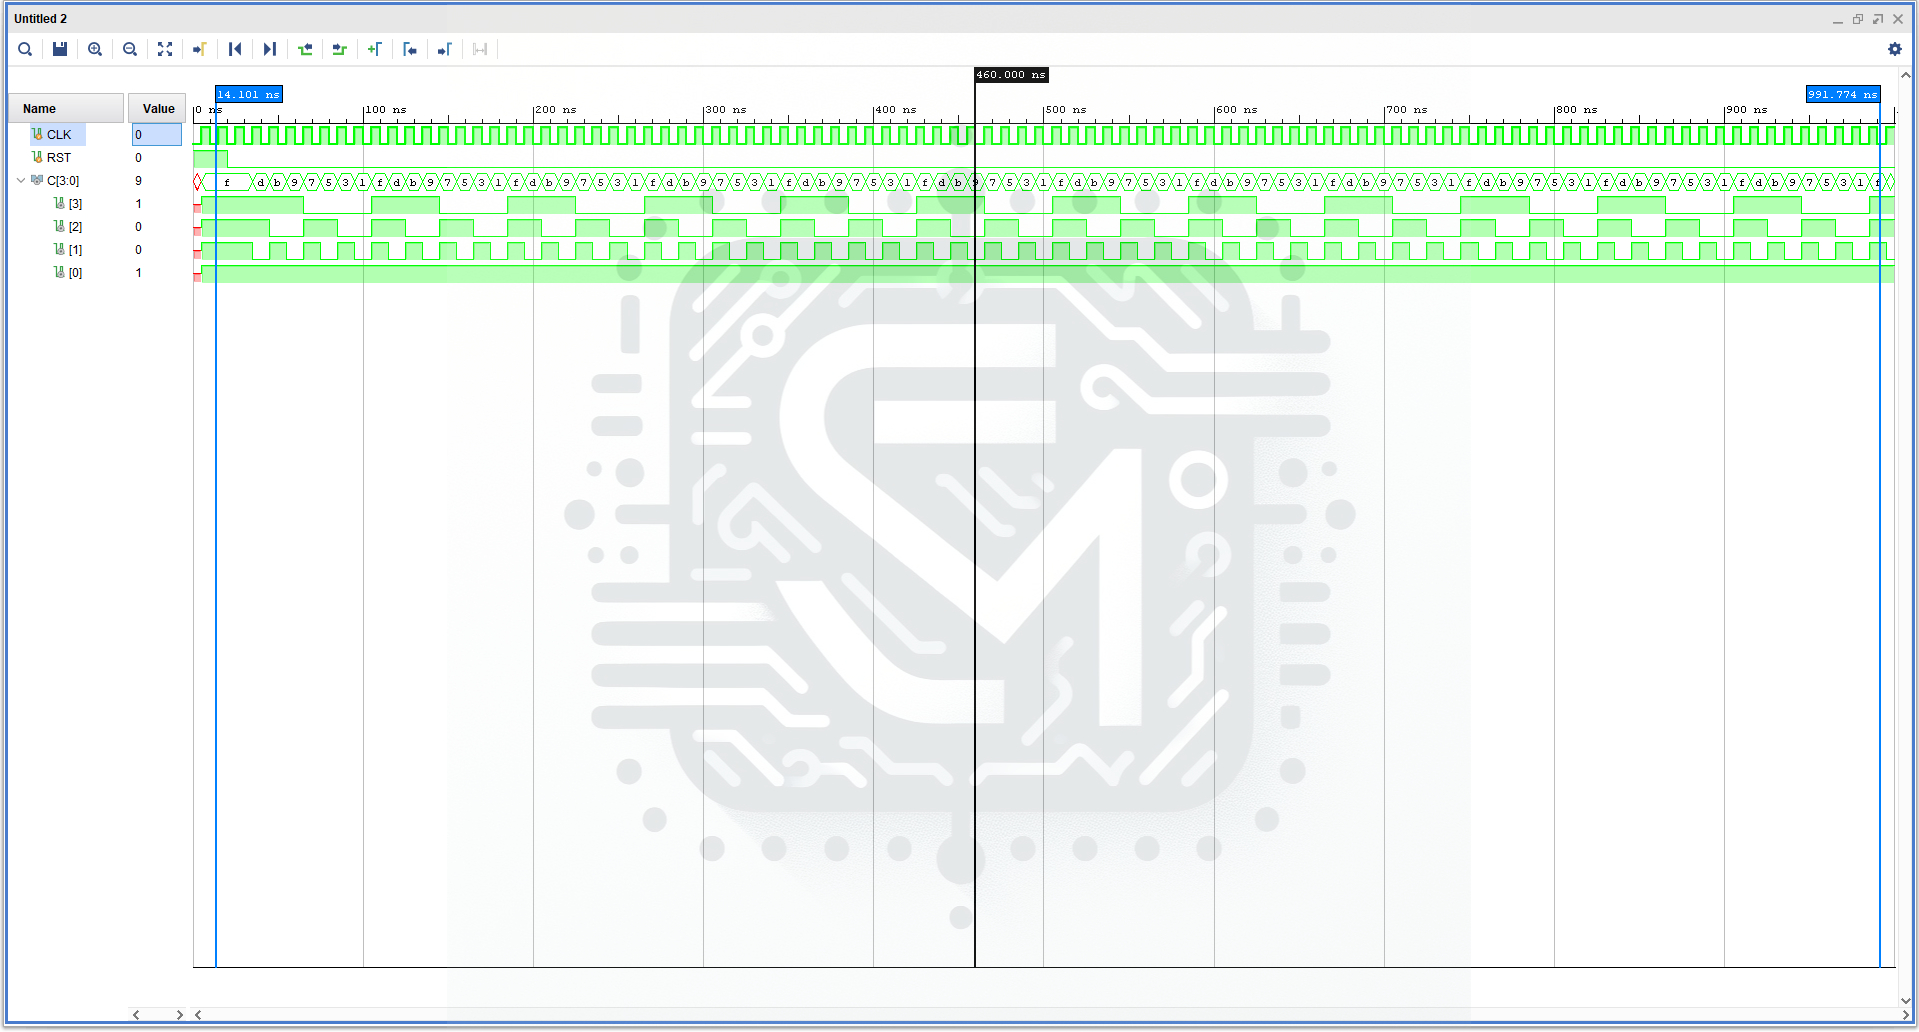 Untitled 2
460.000 ns
14.101 ns
991.774 ns
Name Value
0 ns 100 ns 200 ns 300 ns 400 ns 500 ns 600 ns 700 ns 800 ns 900 ns
CLK 0
RST 0
C[3:0] 9 f d b 9 7 5 3 1 f d b 9 7 5 3 1 f d b 9 7 5 3 1 f d b 9 7 5 3 1 f d b 9 7 5 3 1 f d b 9 7 5 3 1 f d b 9 7 5 3 1 f d b 9 7 5 3 1 f d b 9 7 5 3 1 f d b 9 7 5 3 1 f d b 9 7 5 3 1 f d b 9 7 5 3 1 f
[3] 1
[2] 0
[1] 0
[0] 1